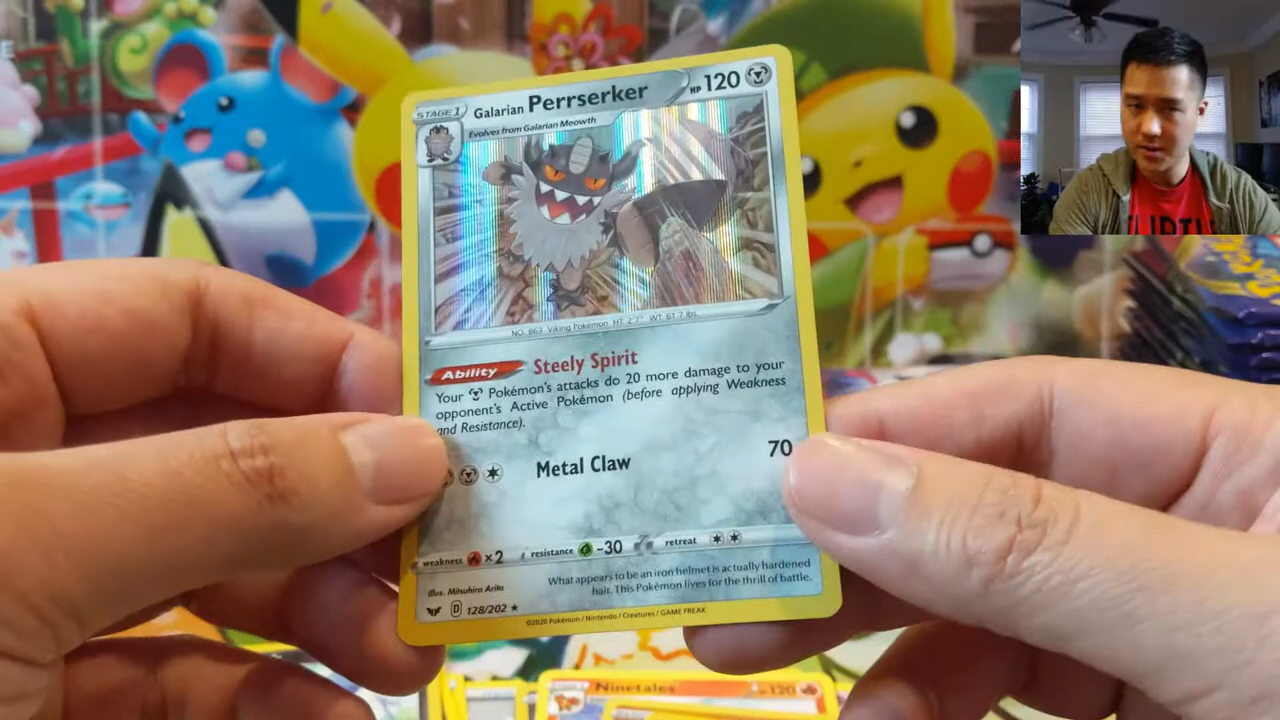 STAGE 1 Galarian Perrserker HP 120
Evolves from Galarian Meowth
NO. 863 Viking Pokémon HT. 2'7" WT. 61.7 lbs.
Ability Steely Spirit
Your Pokémon's attacks do 20 more damage to your
opponent's Active Pokémon (before applying Weakness
and Resistance).
Metal Claw 70
weakness ×2 resistance -30 retreat
What appears to be an iron helmet is actually hardened
hair. This Pokémon lives for the thrill of battle.
Illus. Mitsuhiro Arita
D 128/202
©2020 Pokémon / Nintendo / Creatures / GAME FREAK
Ninetales 120